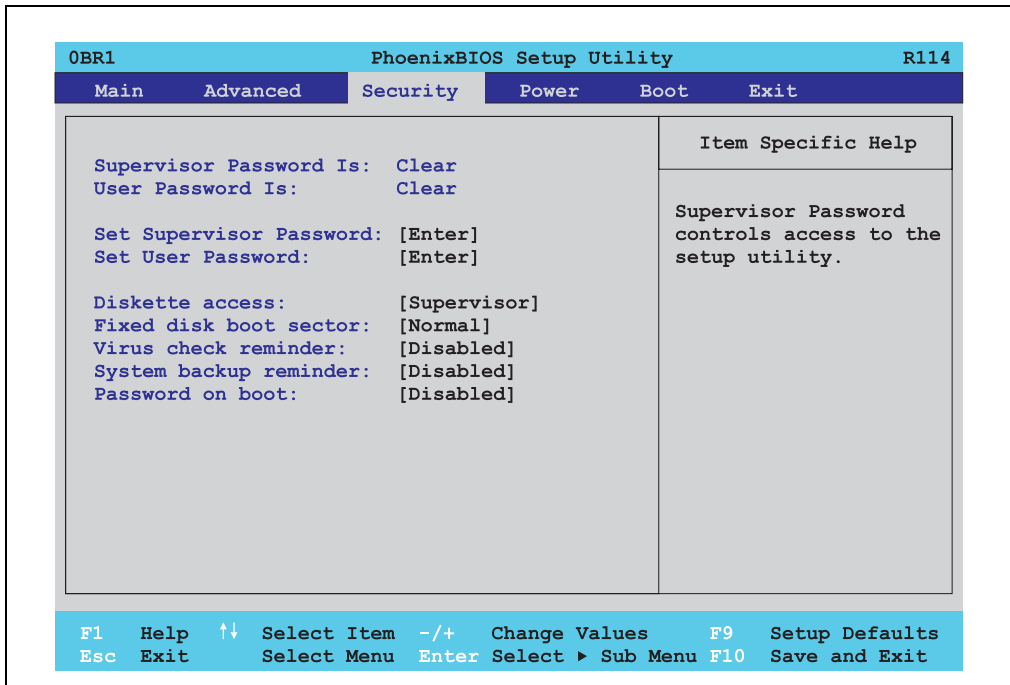 0BR1 PhoenixBIOS Setup Utility R114
Main Advanced Security Power Boot Exit
Item Specific Help
Supervisor Password Is: Clear
User Password Is: Clear
Set Supervisor Password: [Enter]
Set User Password: [Enter]
Diskette access: [Supervisor]
Fixed disk boot sector: [Normal]
Virus check reminder: [Disabled]
System backup reminder: [Disabled]
Password on boot: [Disabled]
Supervisor Password
controls access to the
setup utility.
F1 Help ↑↓ Select Item -/+ Change Values F9 Setup Defaults
Esc Exit Select Menu Enter Select ▶ Sub Menu F10 Save and Exit